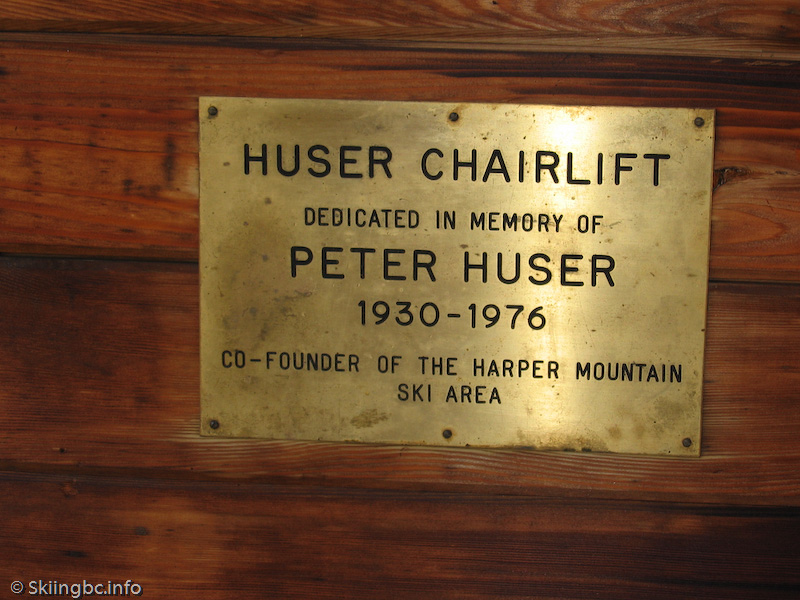 HUSER CHAIRLIFT
DEDICATED IN MEMORY OF
PETER HUSER
1930-1976
CO-FOUNDER OF THE HARPER MOUNTAIN
SKI AREA
© Skiingbc.info